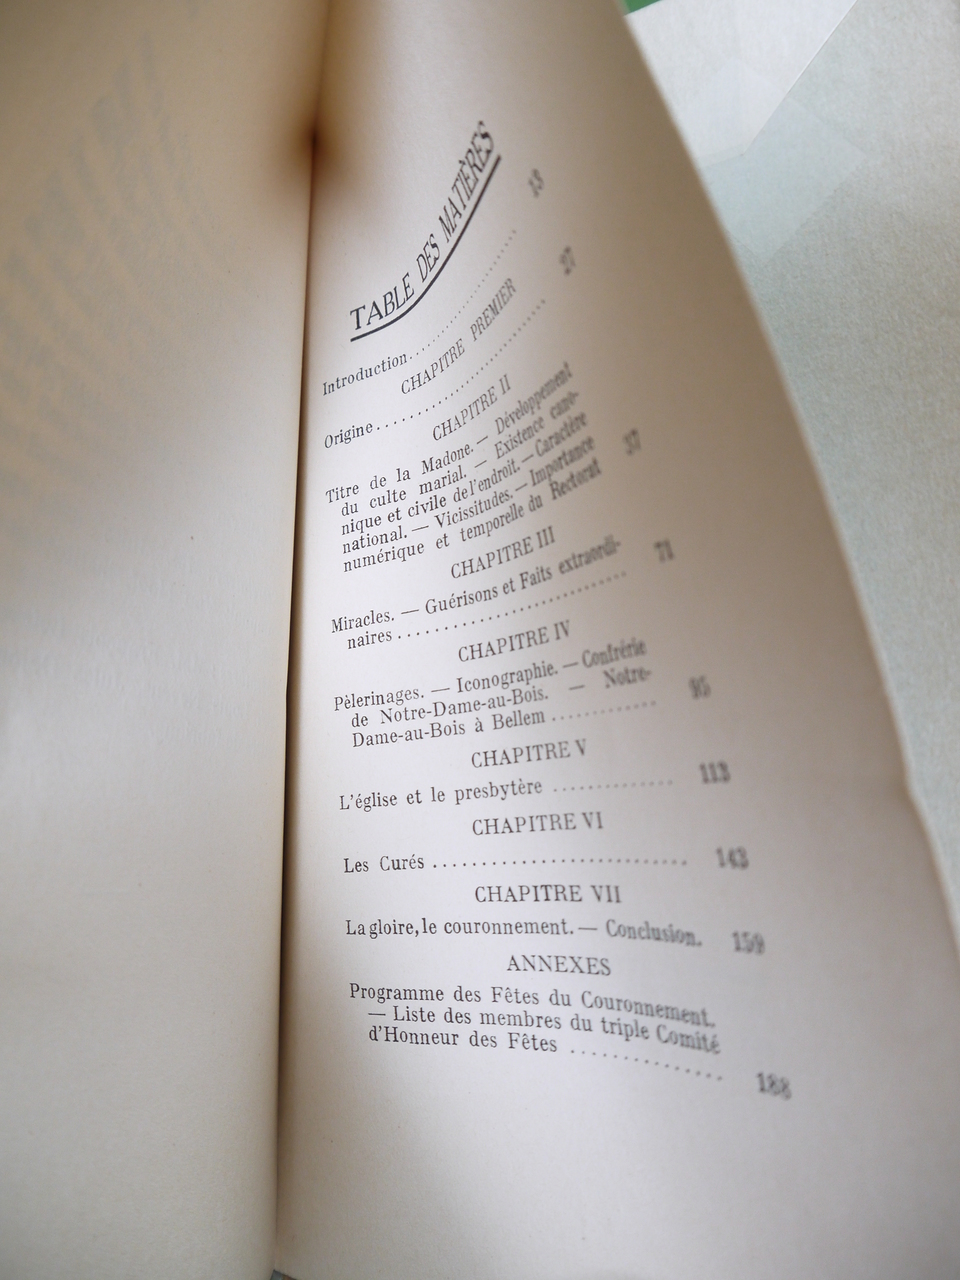 TABLE DES MATIÈRES
Introduction.................... 13
CHAPITRE PREMIER
Origine.................... 27
CHAPITRE II
Titre de la Madone. — Développement
du culte marial. — Existence cano-
nique et civile de l'endroit. — Caractère
national. — Vicissitudes. — Importance
numérique et temporelle du Rectorat 37
CHAPITRE III
Miracles. — Guérisons et Faits extraordi-
naires.................... 71
CHAPITRE IV
Pèlerinages. — Iconographie. — Confrérie
de Notre-Dame-au-Bois. — Notre-
Dame-au-Bois à Bellem ............ 95
CHAPITRE V
L'église et le presbytère ............ 113
CHAPITRE VI
Les Curés ........................ 143
CHAPITRE VII
La gloire, le couronnement. — Conclusion. 159
ANNEXES
Programme des Fêtes du Couronnement.
— Liste des membres du triple Comité
d'Honneur des Fêtes ................ 188